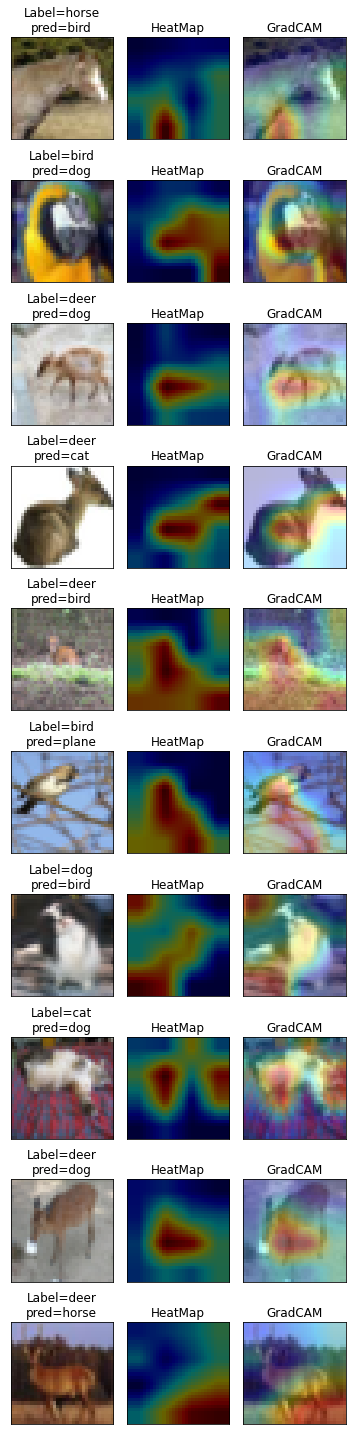 Label=horse
pred=bird
HeatMap
GradCAM
Label=bird
pred=dog
HeatMap
GradCAM
Label=deer
pred=dog
HeatMap
GradCAM
Label=deer
pred=cat
HeatMap
GradCAM
Label=deer
pred=bird
HeatMap
GradCAM
Label=bird
pred=plane
HeatMap
GradCAM
Label=dog
pred=bird
HeatMap
GradCAM
Label=cat
pred=dog
HeatMap
GradCAM
Label=deer
pred=dog
HeatMap
GradCAM
Label=deer
pred=horse
HeatMap
GradCAM